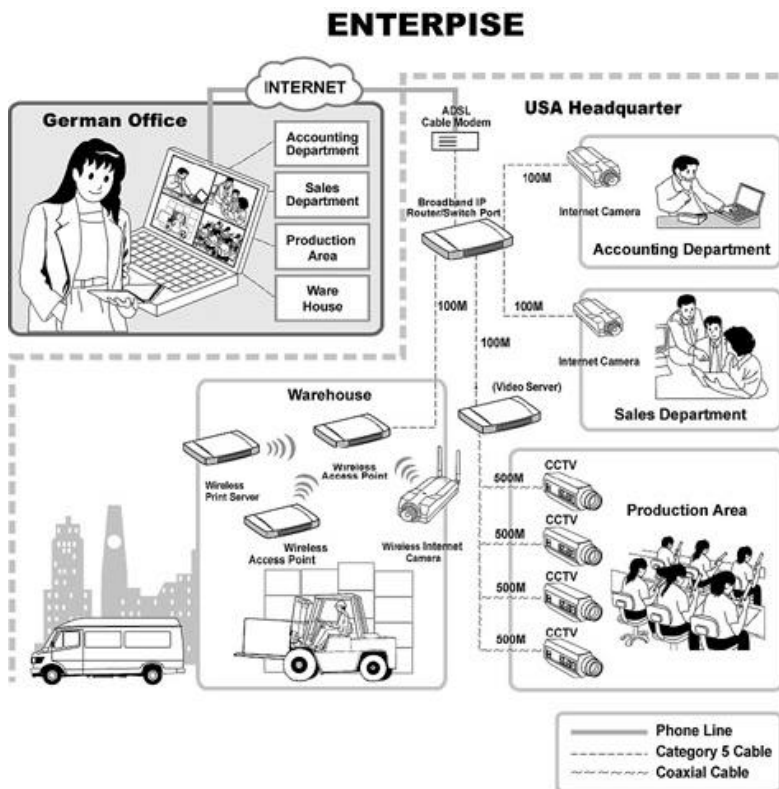 ENTERPISE
INTERNET
German Office
Accounting
Department
Sales
Department
Production
Area
Ware
House
USA Headquarter
ADSL
Cable Modem
Broadband IP
Router/Switch Port
100M
Internet Camera
Accounting Department
100M
100M
100M
Internet Camera
Sales Department
(Video Server)
Warehouse
Wireless
Print Server
Wireless
Access Point
Wireless
Access Point
Wireless Internet
Camera
500M
CCTV
500M
CCTV
500M
CCTV
500M
CCTV
Production Area
Phone Line
Category 5 Cable
Coaxial Cable